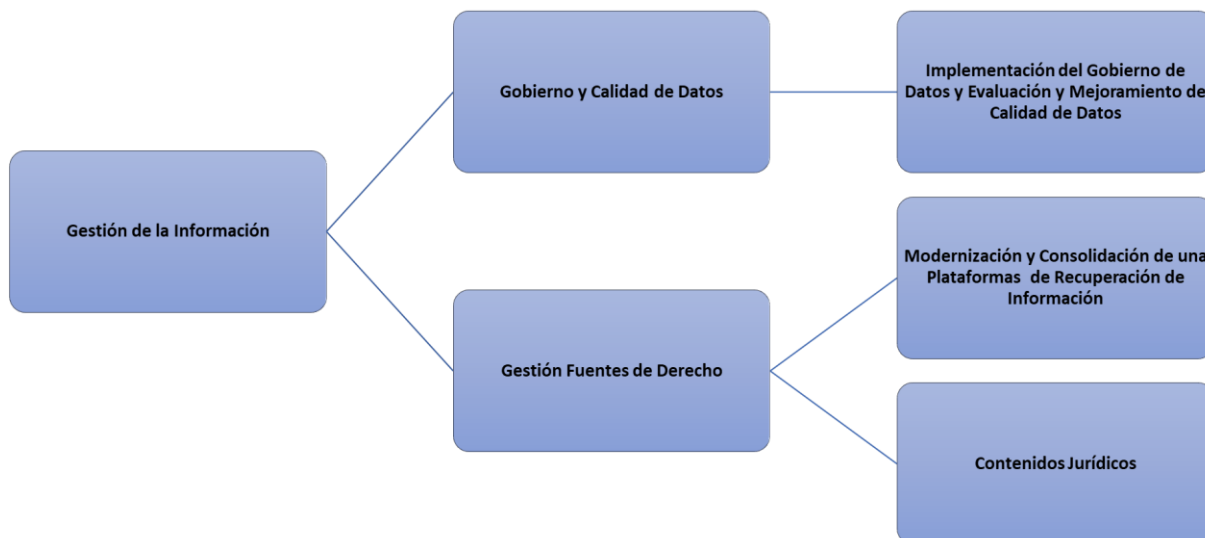 Gestión de la Información
Gobierno y Calidad de Datos
Implementación del Gobierno de
Datos y Evaluación y Mejoramiento de
Calidad de Datos
Gestión Fuentes de Derecho
Modernización y Consolidación de una
Plataformas de Recuperación de
Información
Contenidos Jurídicos